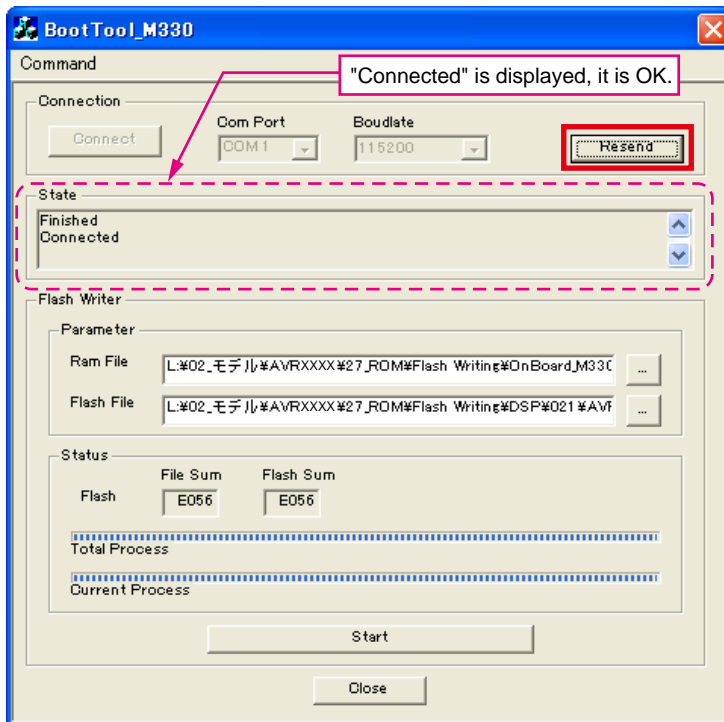 BootTool_M330
Command
"Connected" is displayed, it is OK.
Connection
Connect
Com Port
COM1
Boudlate
115200
Resend
State
Finished
Connected
Flash Writer
Parameter
Ram File
L:¥02_モデル¥AVRXXXX¥27_ROM¥Flash Writing¥OnBoard_M330
...
Flash File
L:¥02_モデル¥AVRXXXX¥27_ROM¥Flash Writing¥DSP¥021¥AVR
...
Status
File Sum
Flash Sum
Flash
E056
E056
Total Process
Current Process
Start
Close